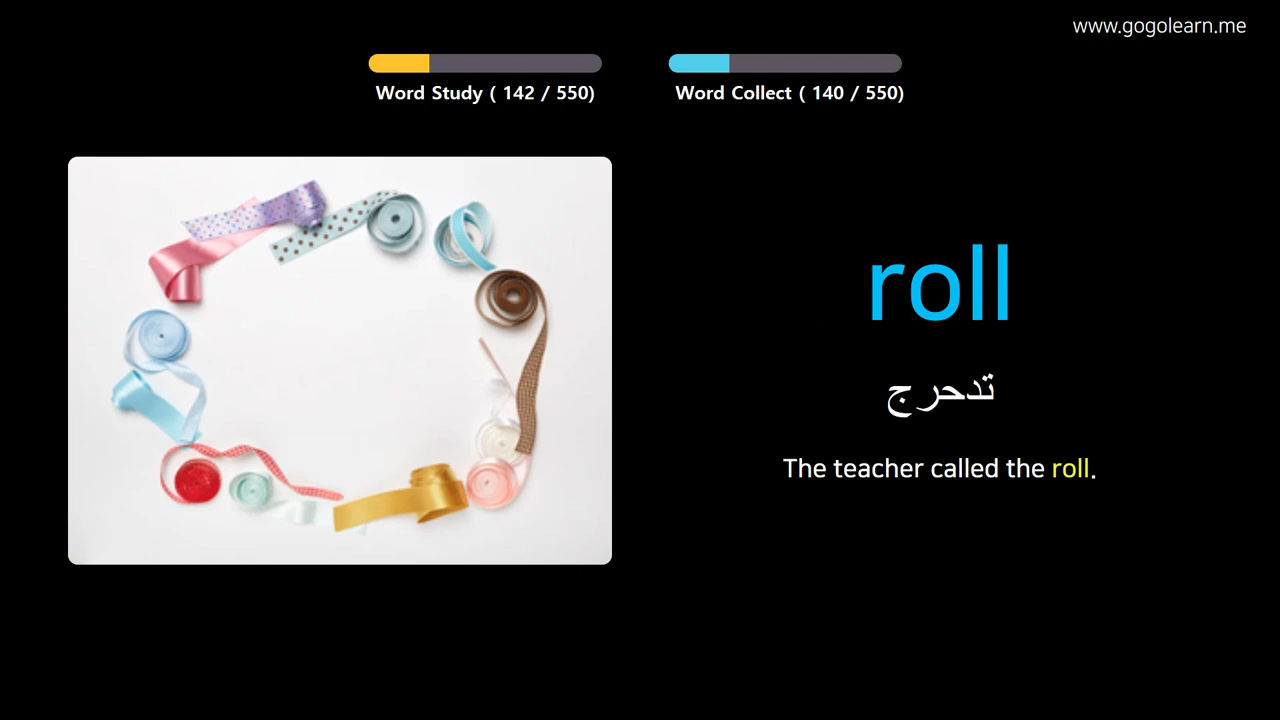 www.gogolearn.me
Word Study ( 142 / 550)
Word Collect ( 140 / 550)
roll
تدحرج
The teacher called the roll.